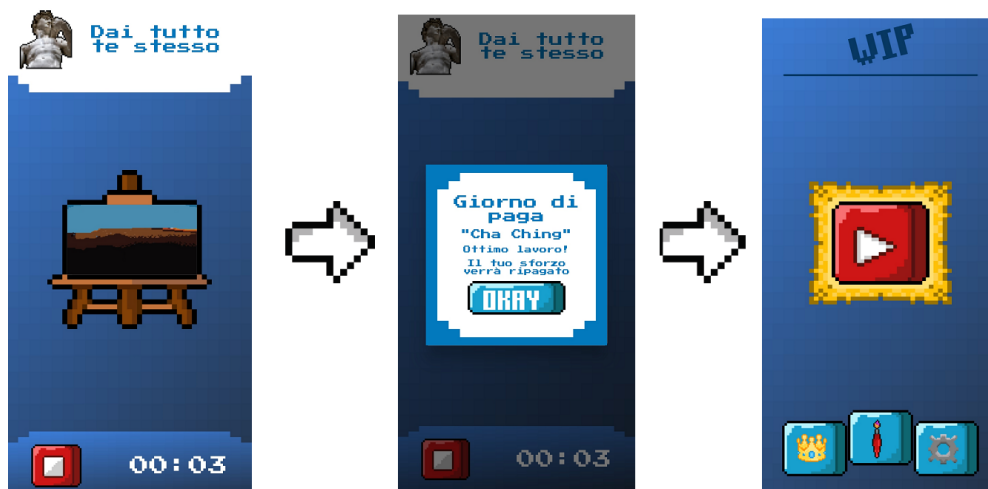 Dai tutto
te stesso
00:03
Dai tutto
te stesso
Giorno di
paga
"Cha Ching"
Ottimo lavoro!
Il tuo sforzo
verrà ripagato
OKAY
00:03
WIP